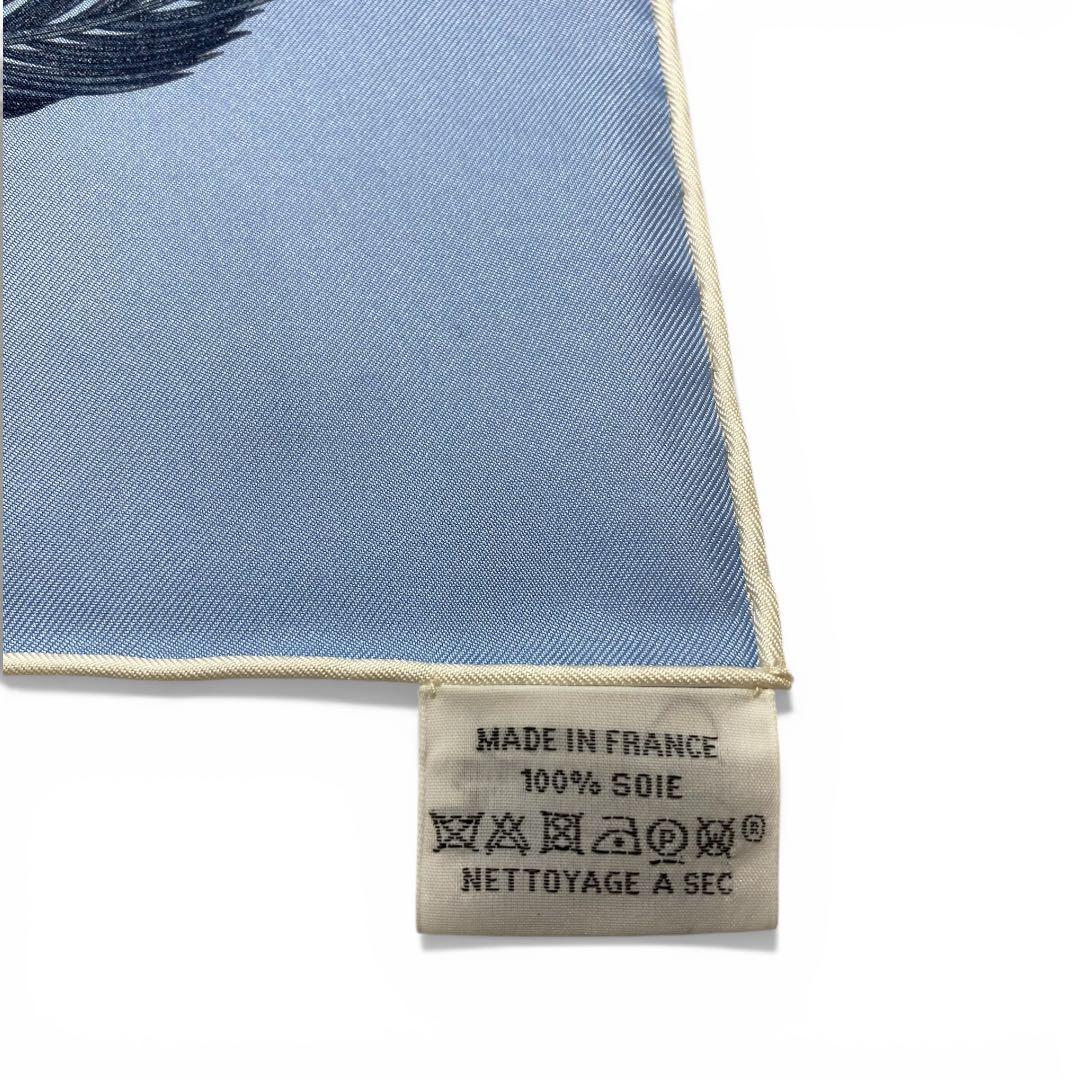 MADE IN FRANCE
100% SOIE
P W ®
NETTOYAGE A SEC